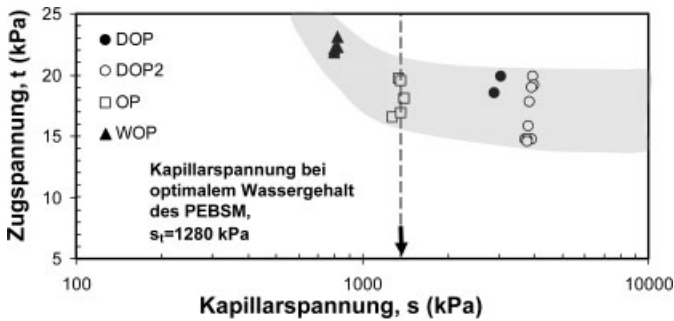 Zugspannung, t (kPa)
25
20
15
10
5
DOP
DOP2
OP
WOP
Kapillarspannung bei
optimalem Wassergehalt
des PEBSM,
st=1280 kPa
100
1000
10000
Kapillarspannung, s (kPa)